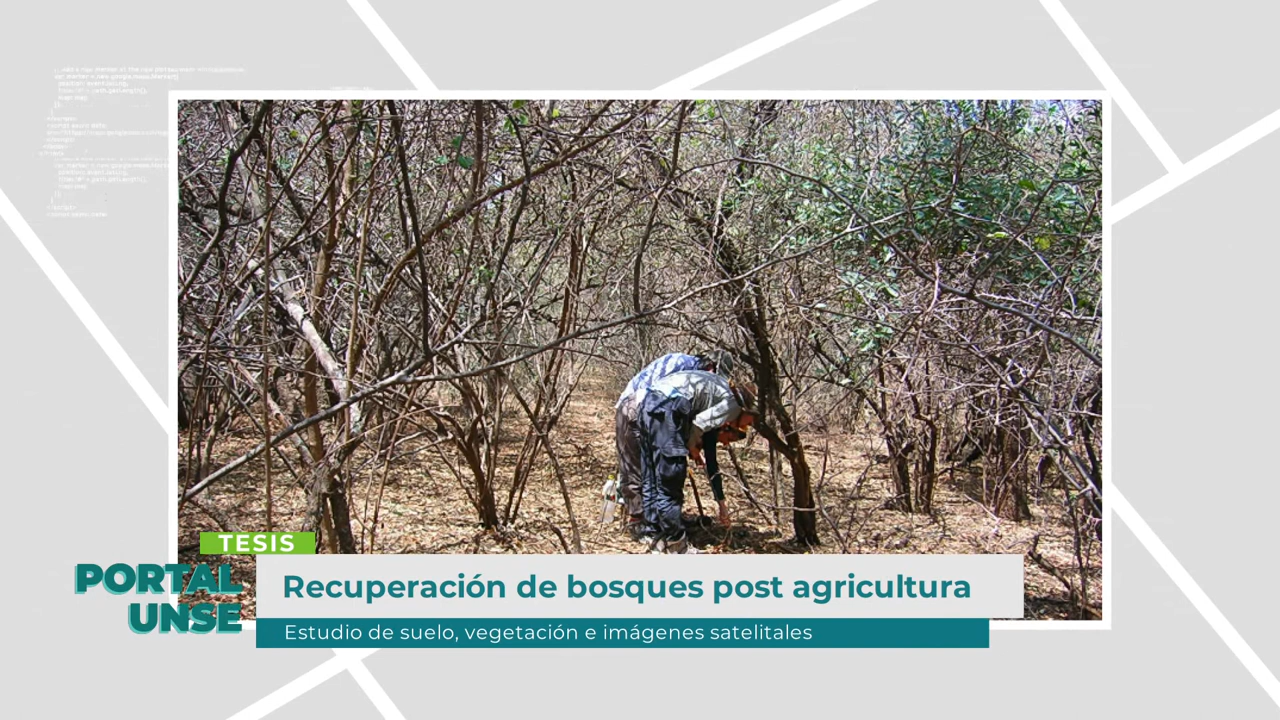 TESIS
PORTAL
UNSE
Recuperación de bosques post agricultura
Estudio de suelo, vegetación e imágenes satelitales